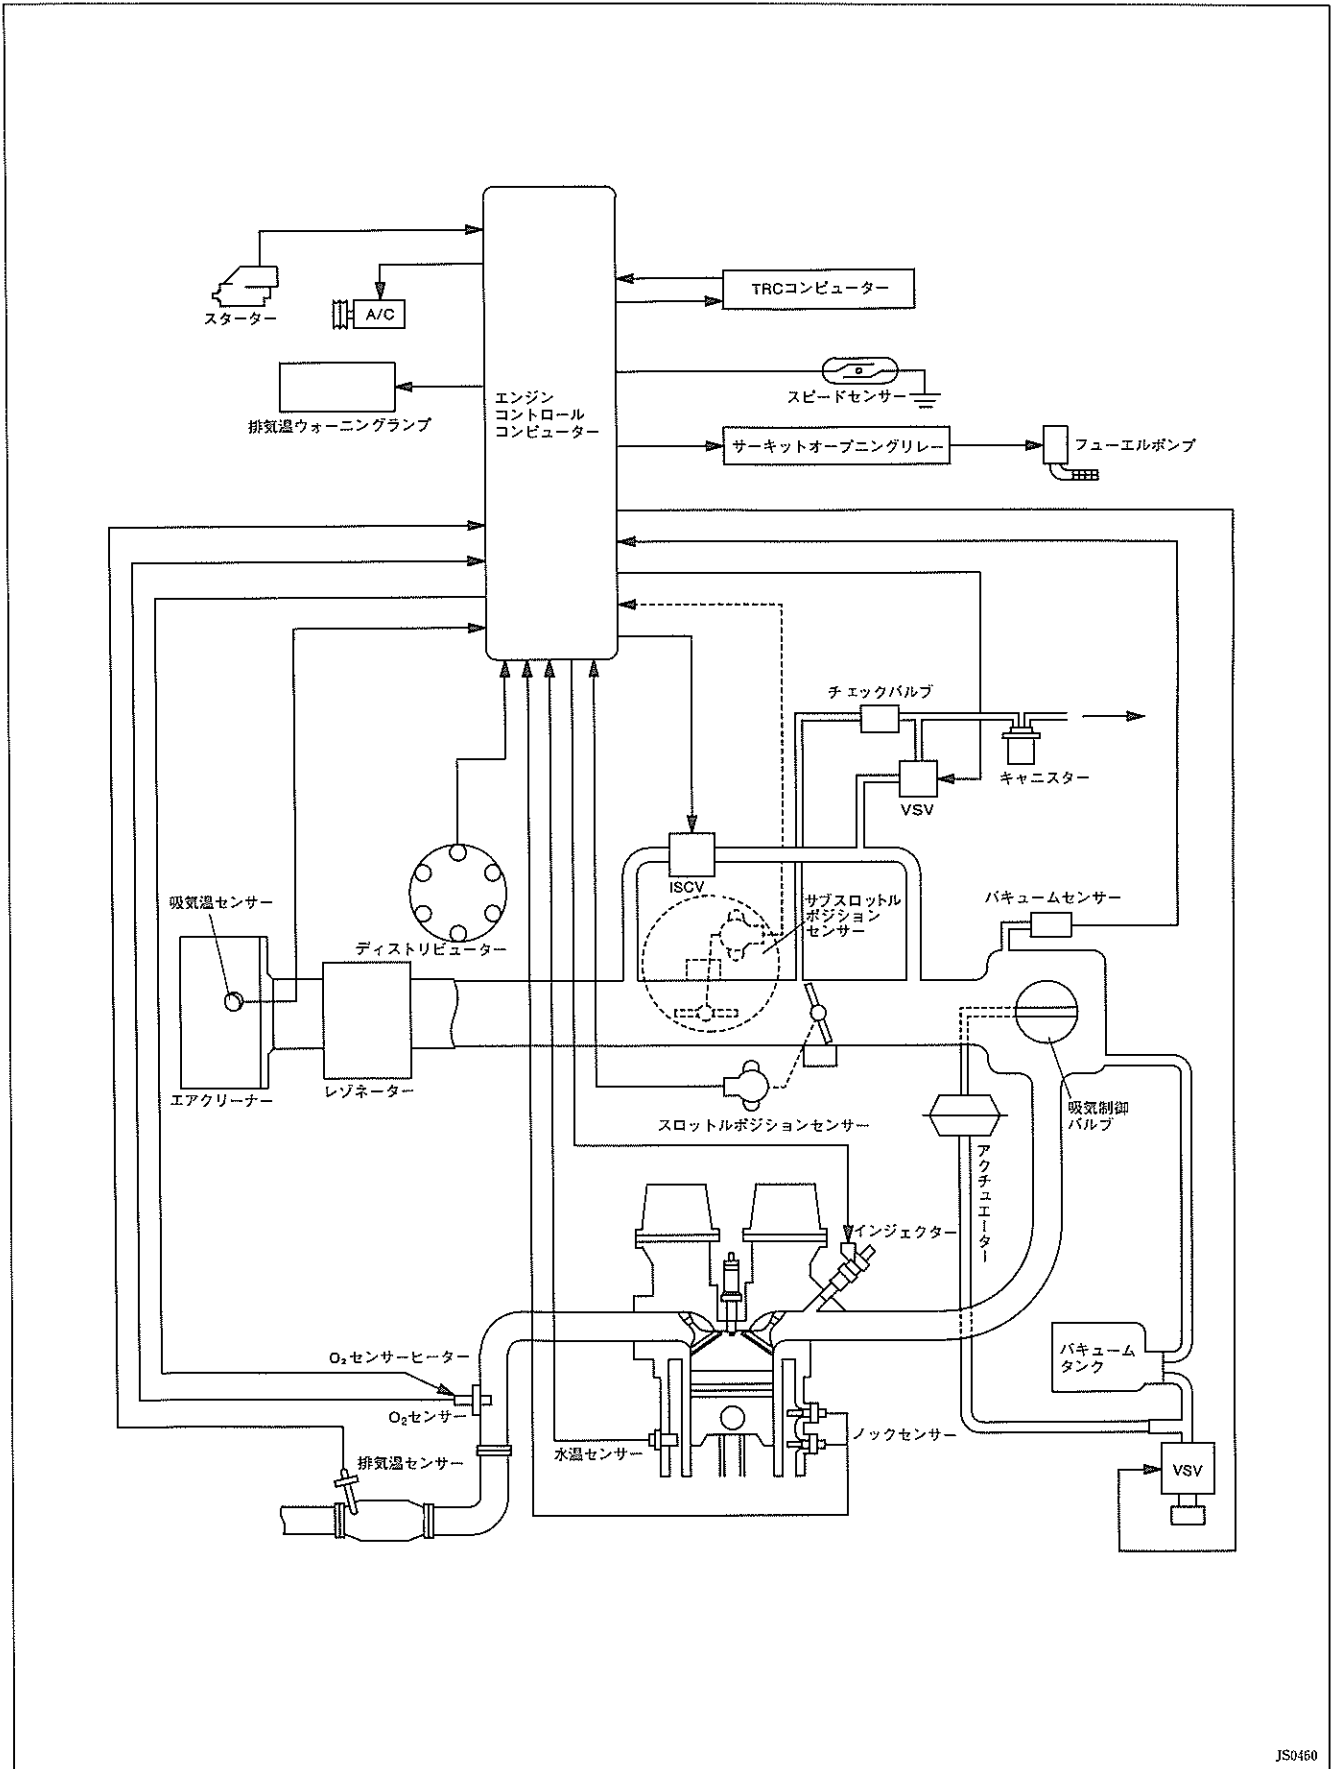 スターター
A/C
TRCコンピューター
排気温ウォーニングランプ
エンジン
コントロール
コンピューター
スピードセンサー
サーキットオープニングリレー
フューエルポンプ
チェックバルブ
キャニスター
VSV
ISCV
吸気温センサー
ディストリビューター
サブスロットル
ポジション
センサー
バキュームセンサー
エアクリーナー
レゾネーター
スロットルポジションセンサー
吸気制御
バルブ
アクチュエーター
インジェクター
O₂センサーヒーター
O₂センサー
排気温センサー
水温センサー
ノックセンサー
バキューム
タンク
VSV
JS0460